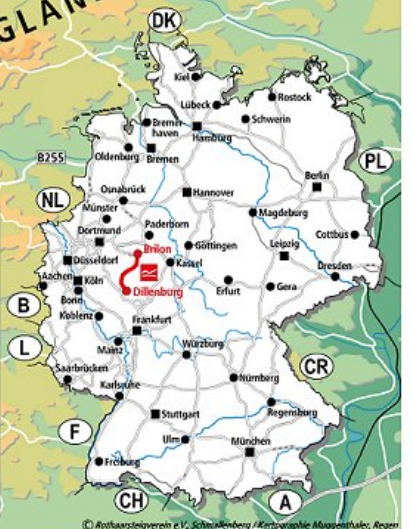 GLAN
DK
Kiel
Rostock
Lübeck
Schwerin
Bremer
haven
Hamburg
B255
Oldenburg
Bremen
PL
Berlin
NL
Osnabrück
Hannover
Münster
Magdeburg
Dortmund
Paderborn
Cottbus
Brilon
Göttingen
Leipzig
Düsseldorf
Kassel
Dresden
Aachen
Köln
Dillenburg
Erfurt
Gera
Bonn
B
Koblenz
Frankfurt
L
Mainz
Würzburg
CR
Saarbrücken
Karlsruhe
Nürnberg
Regensburg
Stuttgart
F
Ulm
München
Freiburg
CH
A
© Rothaarsteigverein e.V., Schmallenberg / Kartographie Muggenthaler, Regen